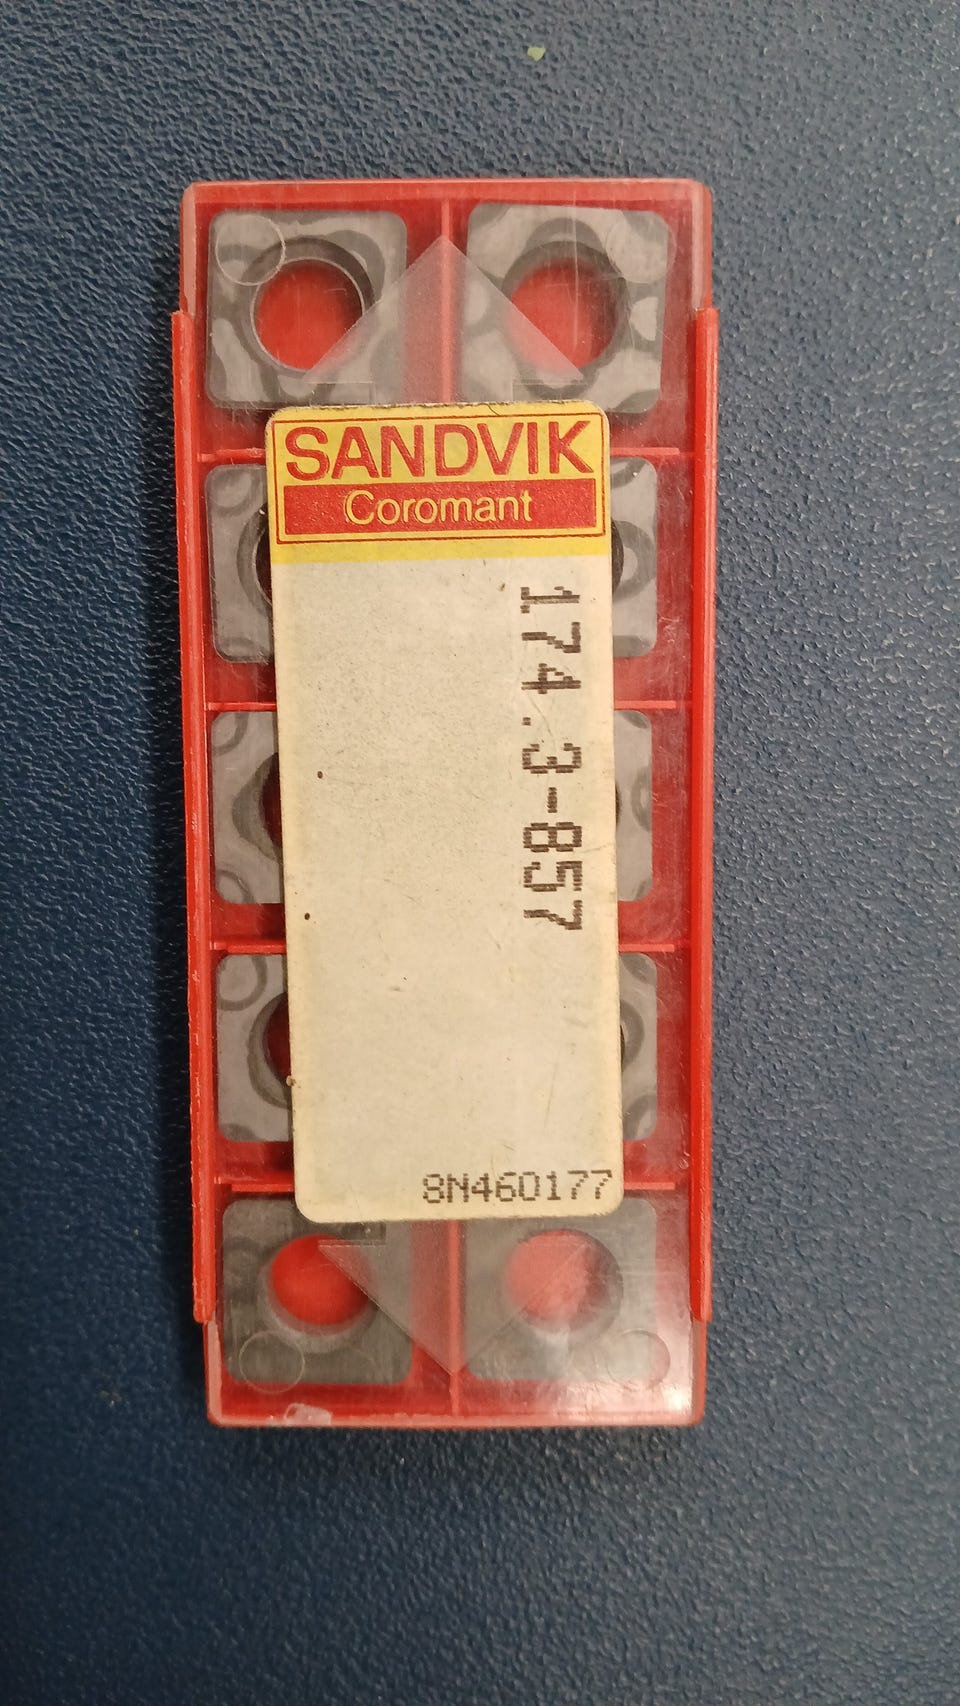 SANDVIK
Coromant
174.3-857
8N460177